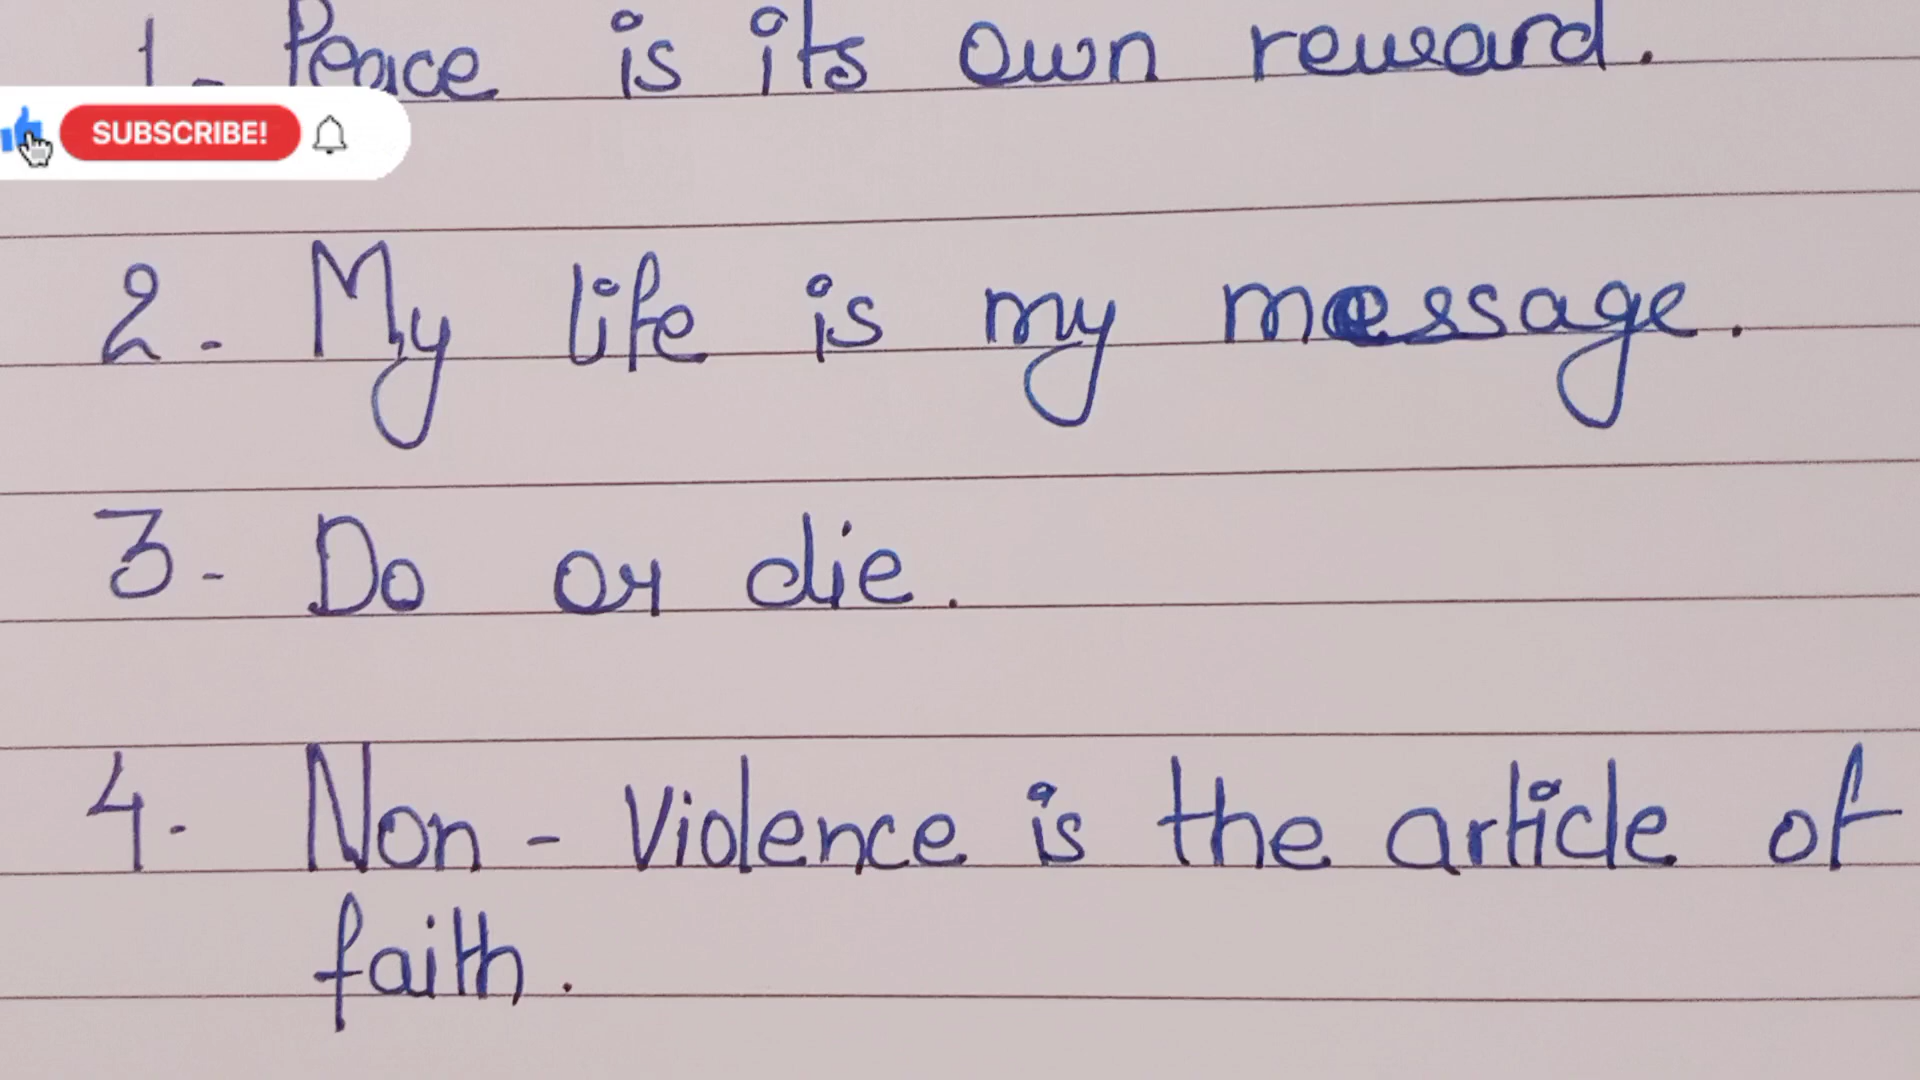 1- Peace is its own reward.
SUBSCRIBE!
2- My life is my message.
3- Do or die.
4- Non-Violence is the article of
faith.